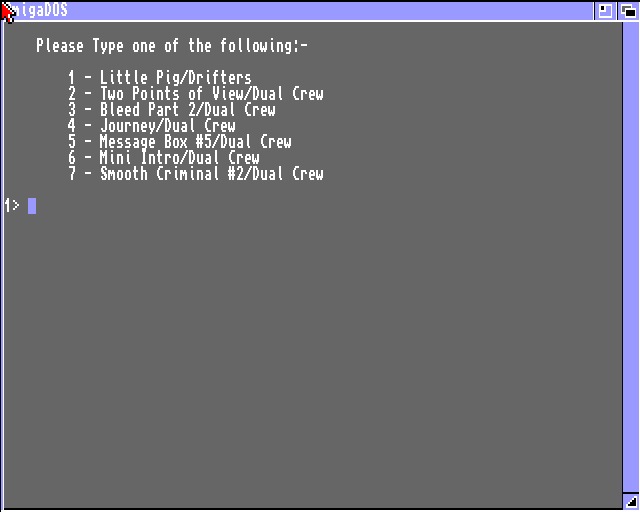 AmigaDOS
Please Type one of the following:-
1 - Little Pig/Drifters
2 - Two Points of View/Dual Crew
3 - Bleed Part 2/Dual Crew
4 - Journey/Dual Crew
5 - Message Box #5/Dual Crew
6 - Mini Intro/Dual Crew
7 - Smooth Criminal #2/Dual Crew
1>